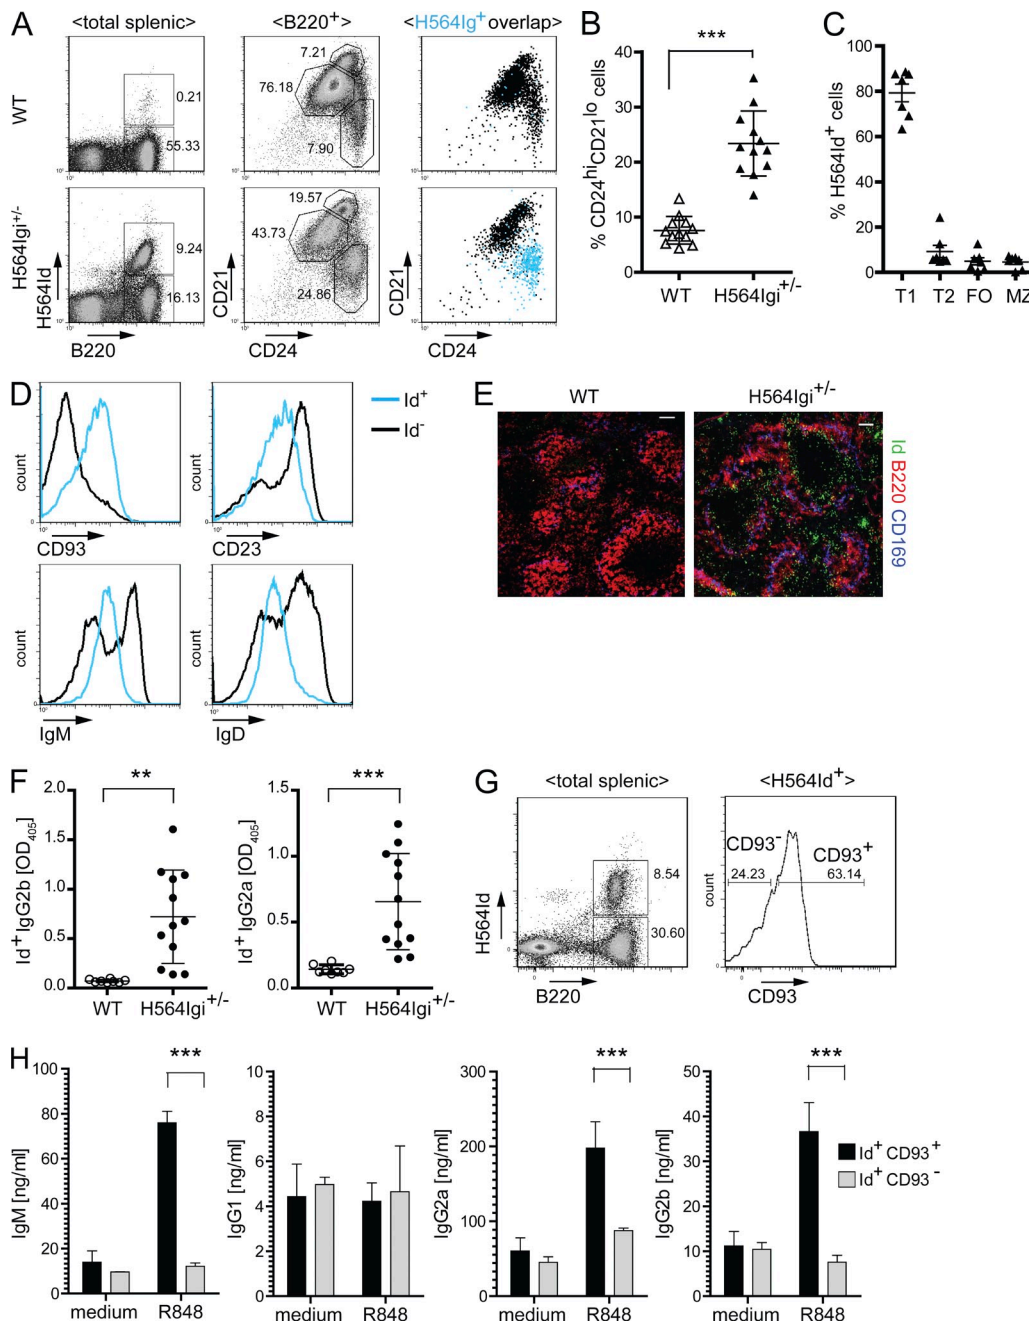 A
<total splenic>
<B220+>
<H564Ig+ overlap>
WT
0.21
55.33
7.21
76.18
7.90
H564Igi+/-
9.24
16.13
19.57
43.73
24.86
H564Id
B220
CD21
CD24
CD21
CD24
B
***
% CD24hiCD21lo cells
40
30
20
10
0
WT
H564Igi+/-
C
% H564Id+ cells
100
80
60
40
20
0
T1
T2
FO
MZ
D
Id+
Id-
count
CD93
CD23
count
count
IgM
IgD
E
WT
H564Igi+/-
Id B220 CD169
F
**
Id+ IgG2b [OD405]
2.0
1.5
1.0
0.5
0.0
WT
H564Igi+/-
***
Id+ IgG2a [OD405]
1.5
1.0
0.5
0.0
WT
H564Igi+/-
G
<total splenic>
8.54
30.60
H564Id
B220
<H564Id+>
CD93-
CD93+
24.23
63.14
count
CD93
H
***
IgM [ng/ml]
100
80
60
40
20
0
medium
R848
IgG1 [ng/ml]
10
8
6
4
2
0
medium
R848
***
IgG2a [ng/ml]
300
200
100
0
medium
R848
***
IgG2b [ng/ml]
50
40
30
20
10
0
medium
R848
Id+ CD93+
Id+ CD93-